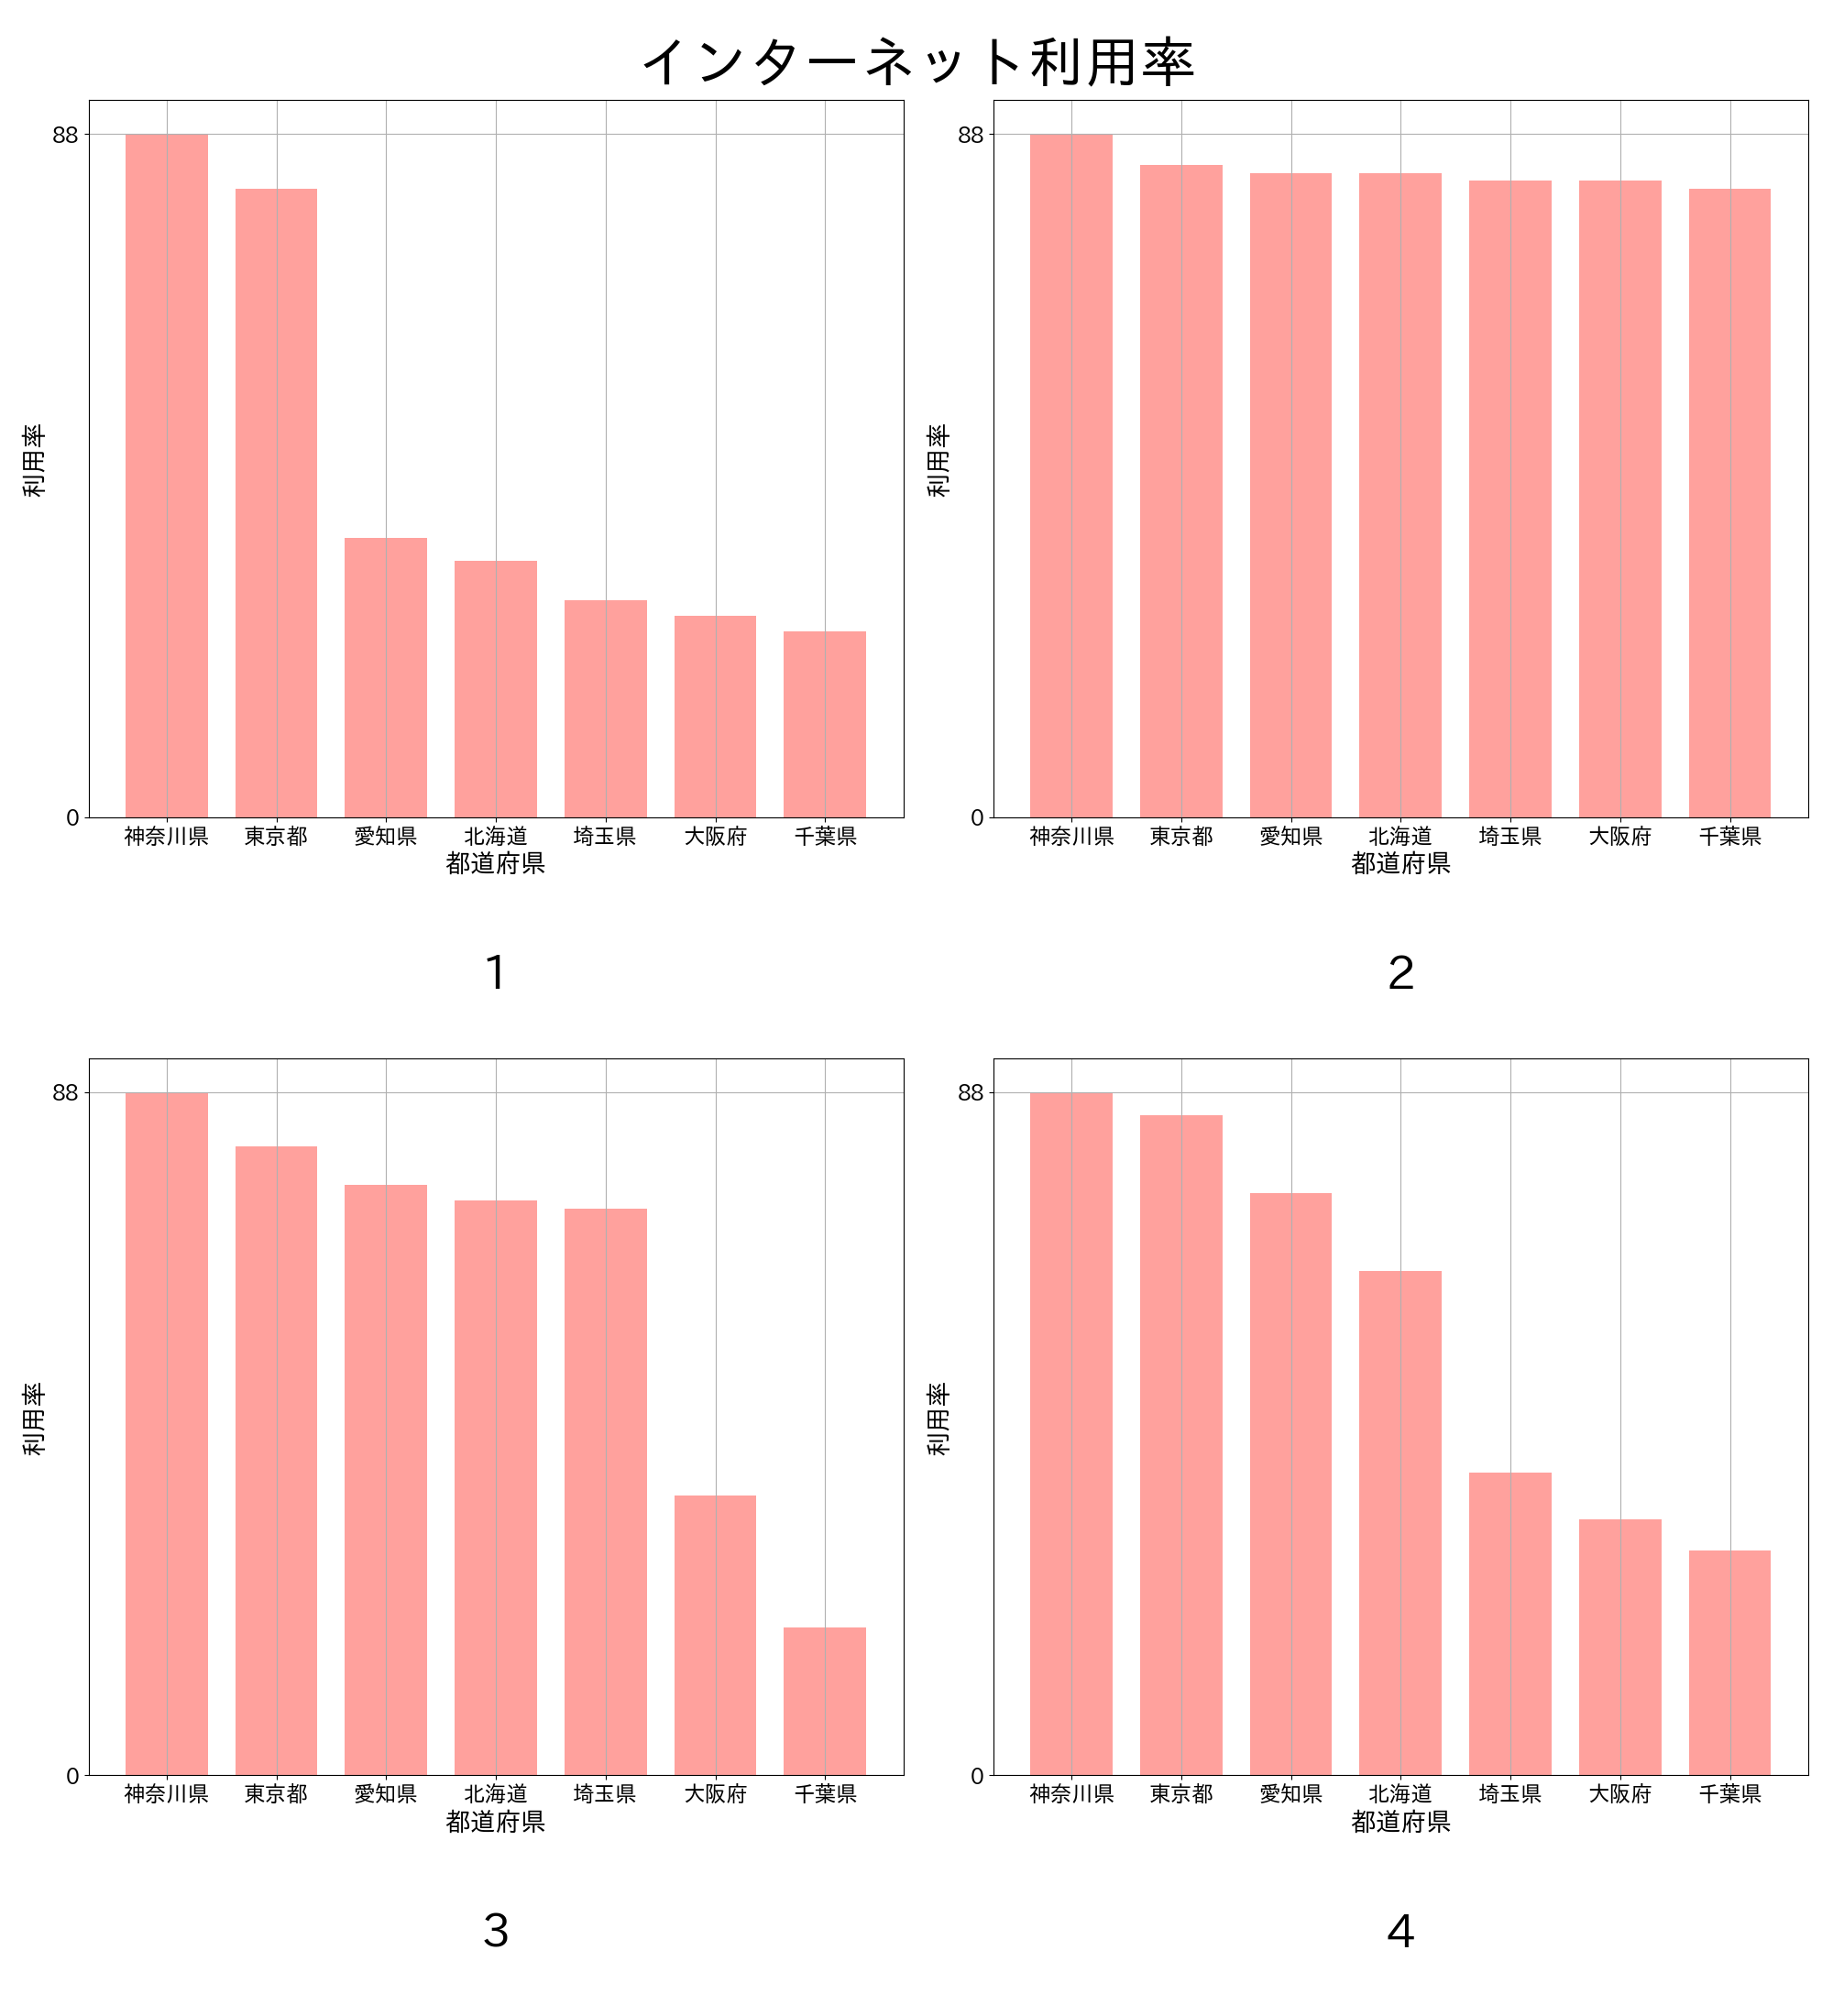 インターネット利用率
88
0
利用率
神奈川県 東京都 愛知県 北海道 埼玉県 大阪府 千葉県
都道府県
1
88
0
利用率
神奈川県 東京都 愛知県 北海道 埼玉県 大阪府 千葉県
都道府県
2
88
0
利用率
神奈川県 東京都 愛知県 北海道 埼玉県 大阪府 千葉県
都道府県
3
88
0
利用率
神奈川県 東京都 愛知県 北海道 埼玉県 大阪府 千葉県
都道府県
4